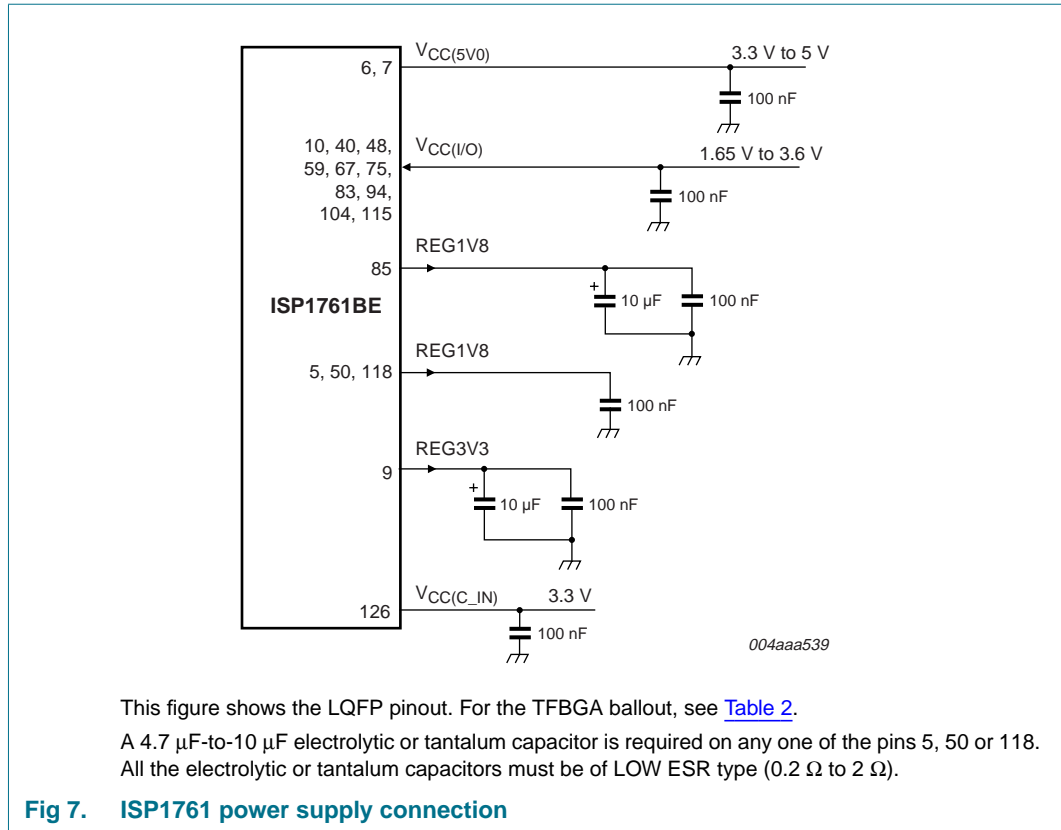 VCC(5V0)
3.3 V to 5 V
6, 7
100 nF
10, 40, 48,
59, 67, 75,
83, 94,
104, 115
VCC(I/O)
1.65 V to 3.6 V
100 nF
REG1V8
85
+
10 μF
100 nF
ISP1761BE
REG1V8
5, 50, 118
100 nF
REG3V3
9
+
10 μF
100 nF
VCC(C_IN)
3.3 V
126
100 nF
004aaa539
This figure shows the LQFP pinout. For the TFBGA ballout, see Table 2.
A 4.7 μF-to-10 μF electrolytic or tantalum capacitor is required on any one of the pins 5, 50 or 118.
All the electrolytic or tantalum capacitors must be of LOW ESR type (0.2 Ω to 2 Ω).
Fig 7. ISP1761 power supply connection